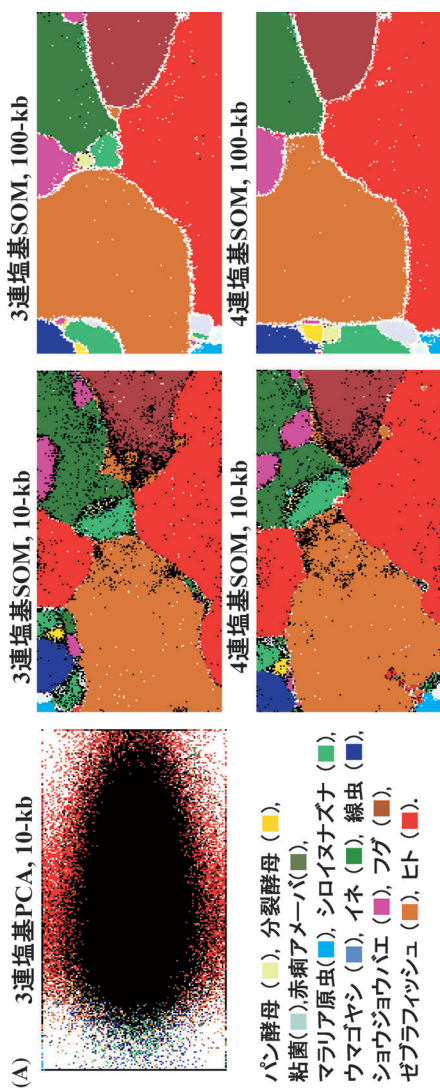 (A)
3連塩基PCA, 10-kb
3連塩基SOM, 10-kb
3連塩基SOM, 100-kb
4連塩基SOM, 10-kb
4連塩基SOM, 100-kb
パン酵母 ( ), 分裂酵母 ( ),
粘菌( ),赤痢アメーバ( ),
マラリア原虫( ), シロイヌナズナ ( ),
ウマゴヤシ ( ), イネ ( ), 線虫 ( ),
ショウジョウバエ ( ), フグ ( ),
ゼブラフィッシュ ( ), ヒト ( ).